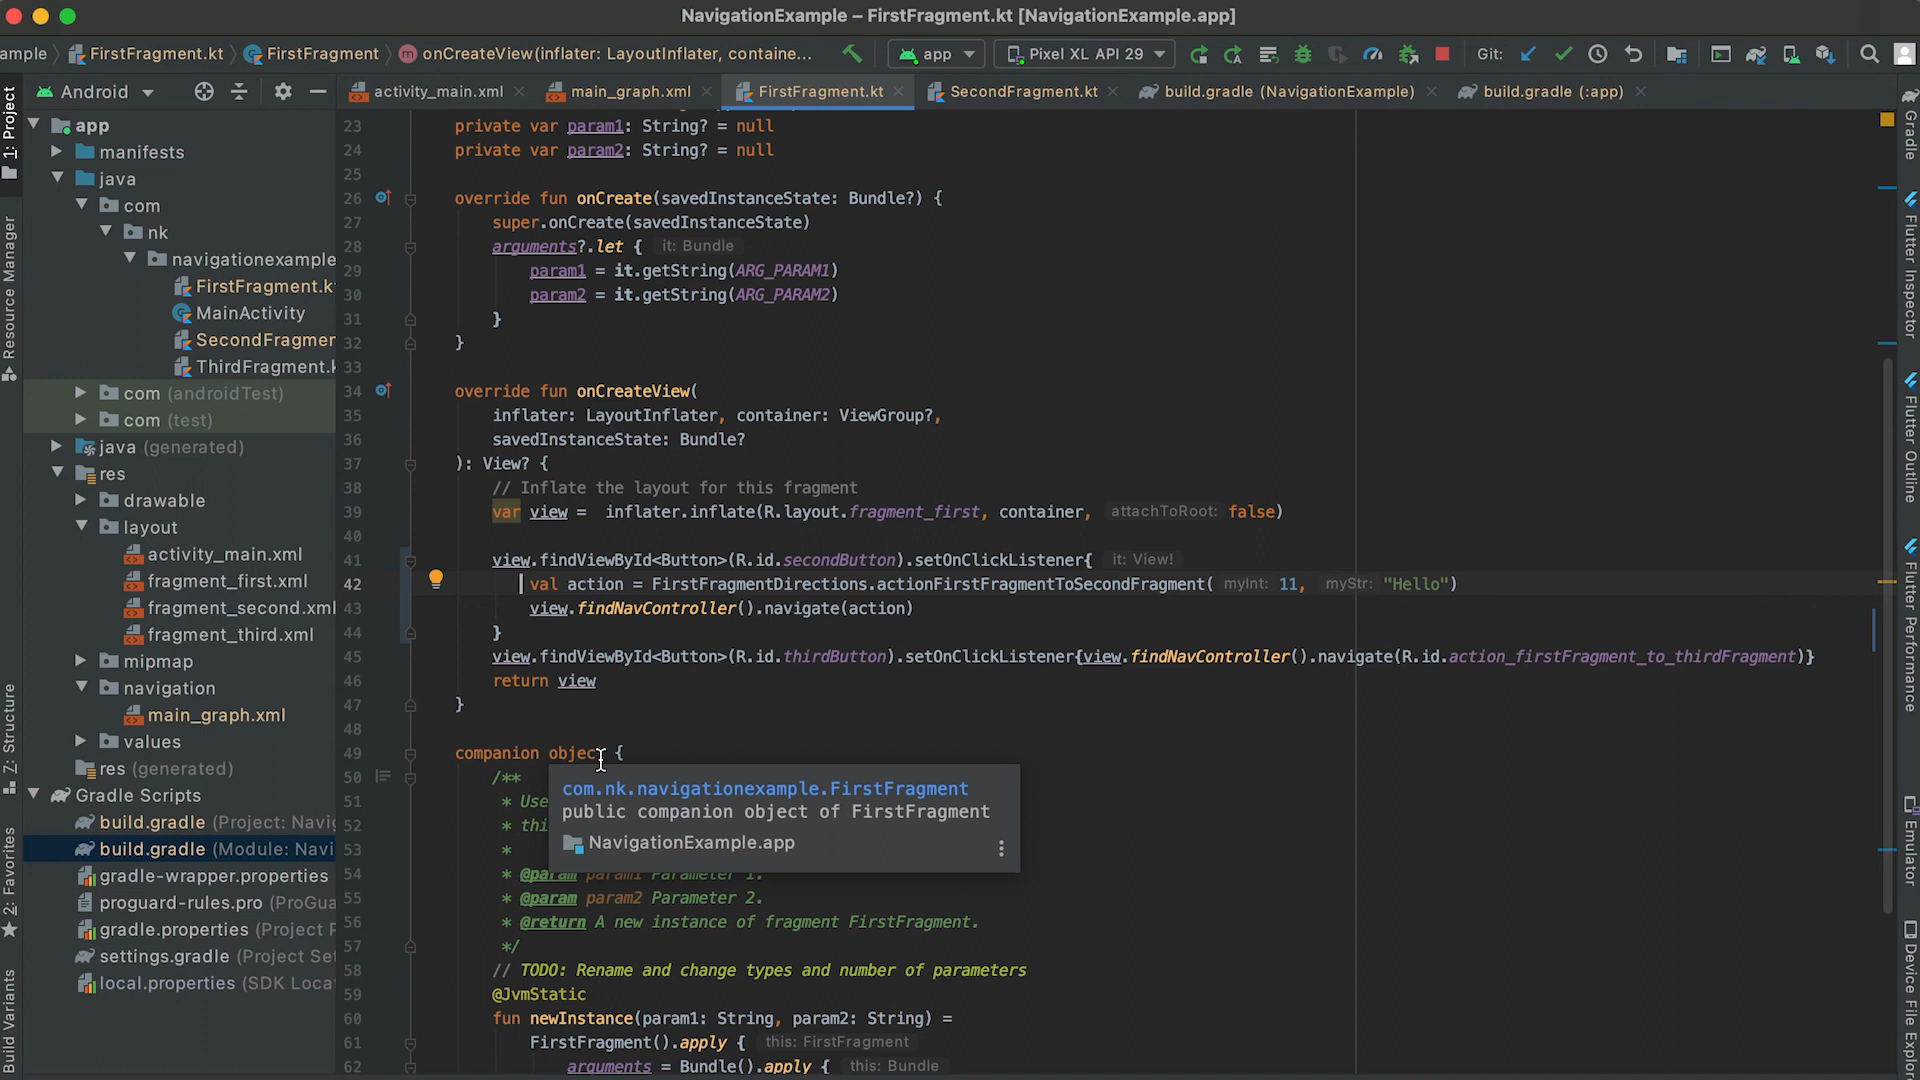 NavigationExample – FirstFragment.kt [NavigationExample.app]
ample FirstFragment.kt FirstFragment onCreateView(inflater: LayoutInflater, containe... app Pixel XL API 29 Git:
1: Project
Resource Manager
Z: Structure
2: Favorites
Build Variants
Android
app
manifests
java
com
nk
navigationexample
FirstFragment.k
MainActivity
SecondFragmen
ThirdFragment.k
com (androidTest)
com (test)
java (generated)
res
drawable
layout
activity_main.xml
fragment_first.xml
fragment_second.xml
fragment_third.xml
mipmap
navigation
main_graph.xml
values
res (generated)
Gradle Scripts
build.gradle (Project: Navig
build.gradle (Module: Navi
gradle-wrapper.properties
proguard-rules.pro (ProGua
gradle.properties (Project P
settings.gradle (Project Set
local.properties (SDK Loca
activity_main.xml main_graph.xml FirstFragment.kt SecondFragment.kt build.gradle (NavigationExample) build.gradle (:app)
23 private var param1: String? = null
24 private var param2: String? = null
25
26 override fun onCreate(savedInstanceState: Bundle?) {
27 super.onCreate(savedInstanceState)
28 arguments?.let { it: Bundle
29 param1 = it.getString(ARG_PARAM1)
30 param2 = it.getString(ARG_PARAM2)
31 }
32 }
33
34 override fun onCreateView(
35 inflater: LayoutInflater, container: ViewGroup?,
36 savedInstanceState: Bundle?
37 ): View? {
38 // Inflate the layout for this fragment
39 var view = inflater.inflate(R.layout.fragment_first, container, attachToRoot: false)
40
41 view.findViewById<Button>(R.id.secondButton).setOnClickListener{ it: View!
42 val action = FirstFragmentDirections.actionFirstFragmentToSecondFragment( myInt: 11, myStr: "Hello")
43 view.findNavController().navigate(action)
44 }
45 view.findViewById<Button>(R.id.thirdButton).setOnClickListener{view.findNavController().navigate(R.id.action_firstFragment_to_thirdFragment)}
46 return view
47 }
48
49 companion object {
50 /**
51 * Use
52 * thi
53 *
54 * @param param1 Parameter 1.
55 * @param param2 Parameter 2.
56 * @return A new instance of fragment FirstFragment.
57 */
58 // TODO: Rename and change types and number of parameters
59 @JvmStatic
60 fun newInstance(param1: String, param2: String) =
61 FirstFragment().apply { this: FirstFragment
62 arguments = Bundle().apply { this: Bundle
com.nk.navigationexample.FirstFragment
public companion object of FirstFragment
NavigationExample.app
Gradle
Flutter Inspector
Flutter Outline
Flutter Performance
Emulator
Device File Explor